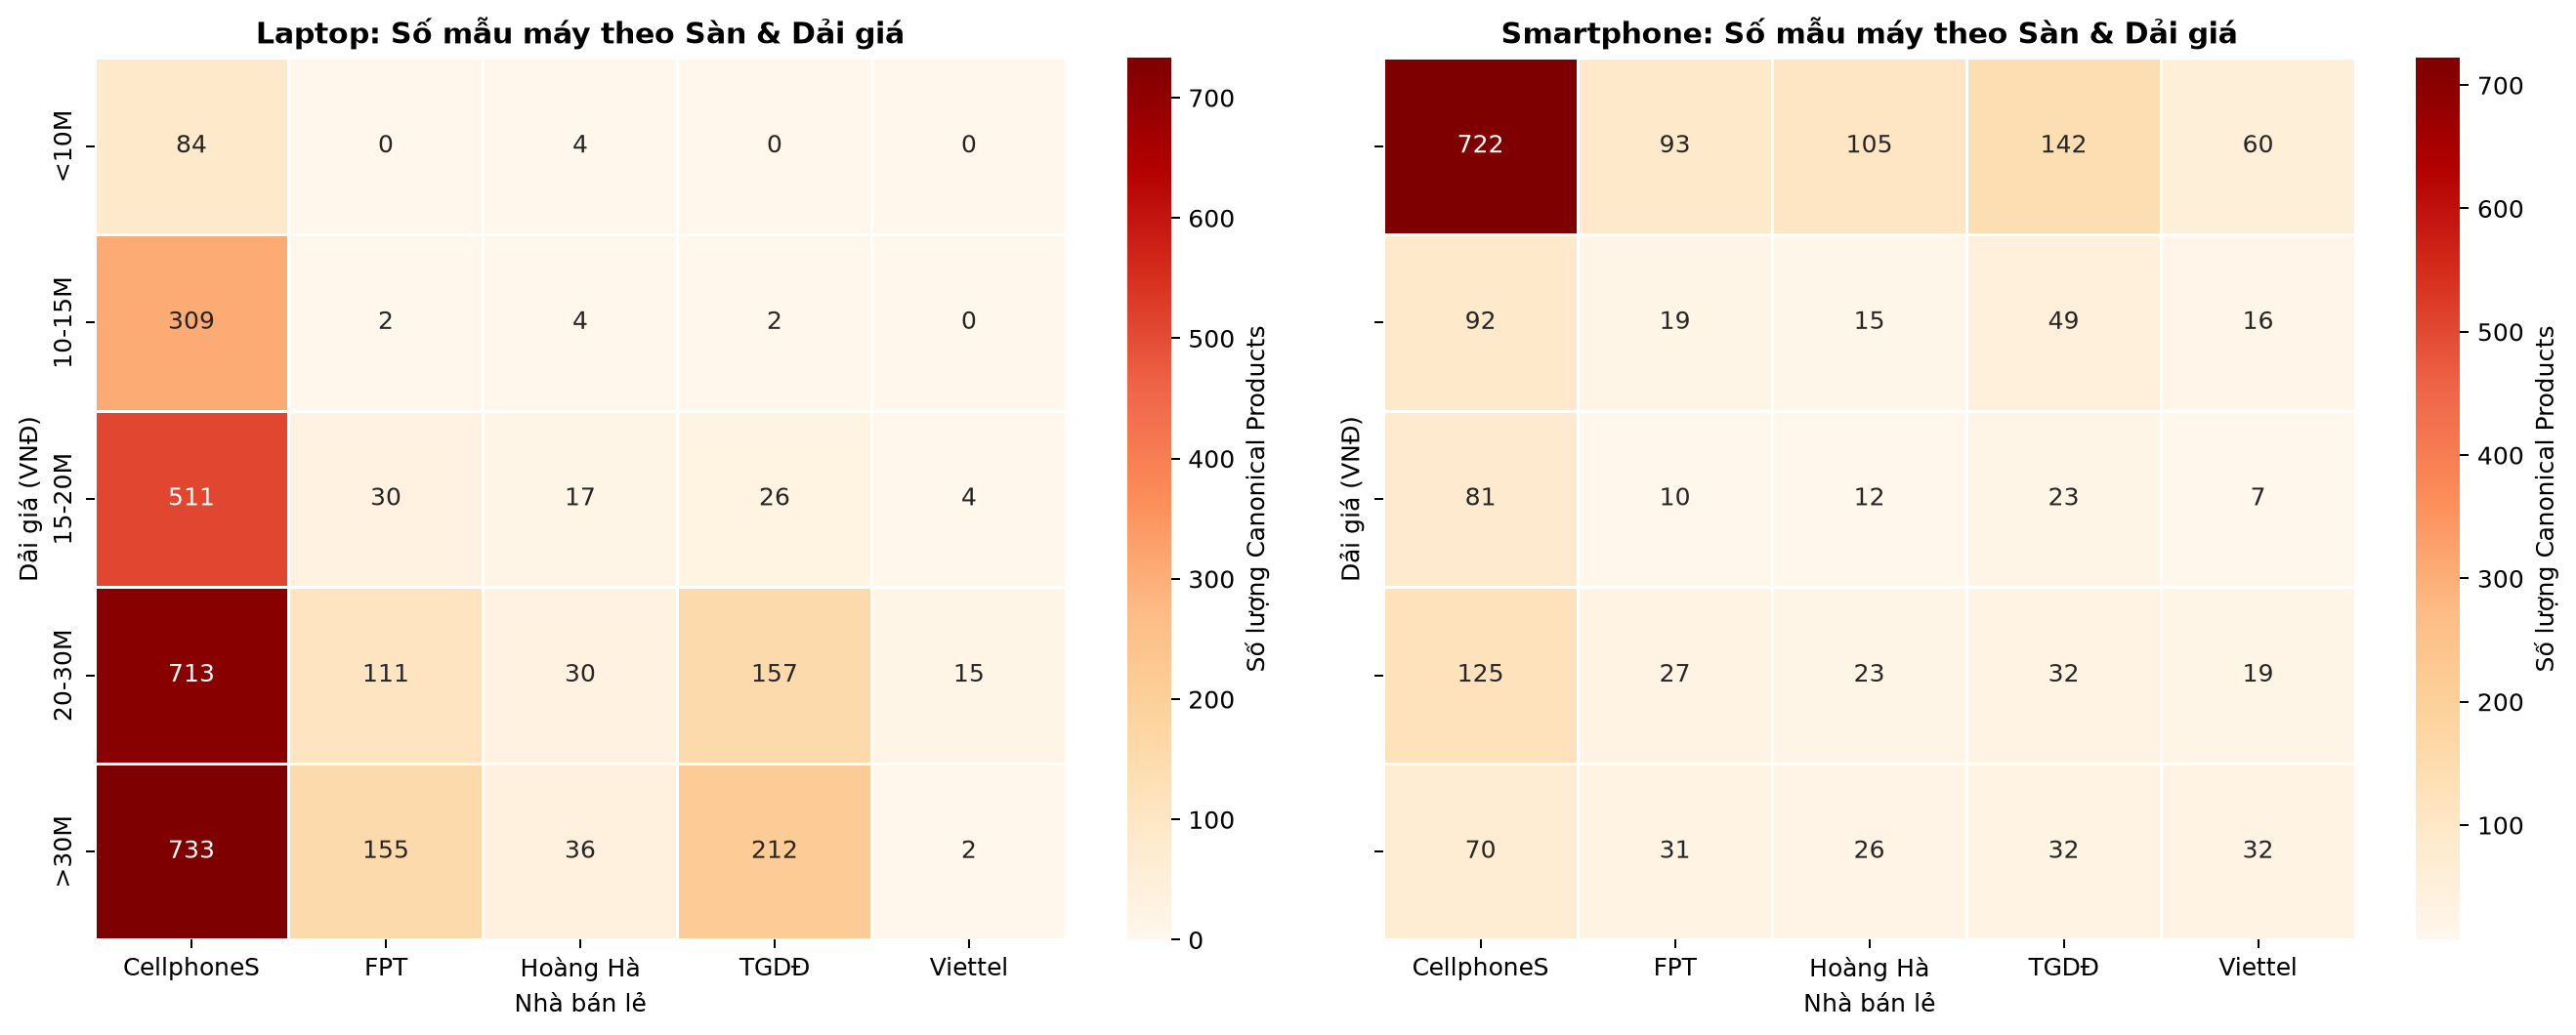 Laptop: Số mẫu máy theo Sàn & Dải giá
Dải giá (VNĐ)
<10M
84 0 4 0 0
10-15M
309 2 4 2 0
15-20M
511 30 17 26 4
20-30M
713 111 30 157 15
>30M
733 155 36 212 2
CellphoneS FPT Hoàng Hà TGDĐ Viettel
Nhà bán lẻ
700
600
500
400
300
200
100
0
Số lượng Canonical Products
Smartphone: Số mẫu máy theo Sàn & Dải giá
Dải giá (VNĐ)
722 93 105 142 60
92 19 15 49 16
81 10 12 23 7
125 27 23 32 19
70 31 26 32 32
CellphoneS FPT Hoàng Hà TGDĐ Viettel
Nhà bán lẻ
700
600
500
400
300
200
100
Số lượng Canonical Products